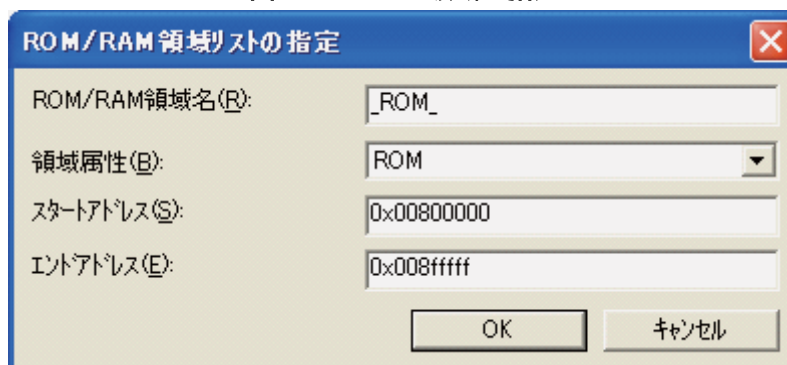 ROM/RAM領域リストの指定
ROM/RAM領域名(R):
_ROM_
領域属性(B):
ROM
スタートアドレス(S):
0x00800000
エンドアドレス(E):
0x008fffff
OK
キャンセル